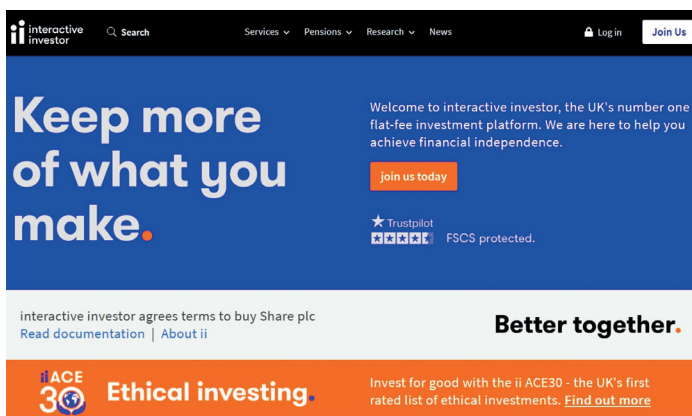 interactive
investor
Search
Services
Pensions
Research
News
Log in
Join Us
Keep more
of what you
make.
Welcome to interactive investor, the UK's number one
flat-fee investment platform. We are here to help you
achieve financial independence.
join us today
Trustpilot
FSCS protected.
interactive investor agrees terms to buy Share plc
Read documentation | About ii
Better together.
ii ACE
30
Ethical investing.
Invest for good with the ii ACE30 - the UK's first
rated list of ethical investments. Find out more